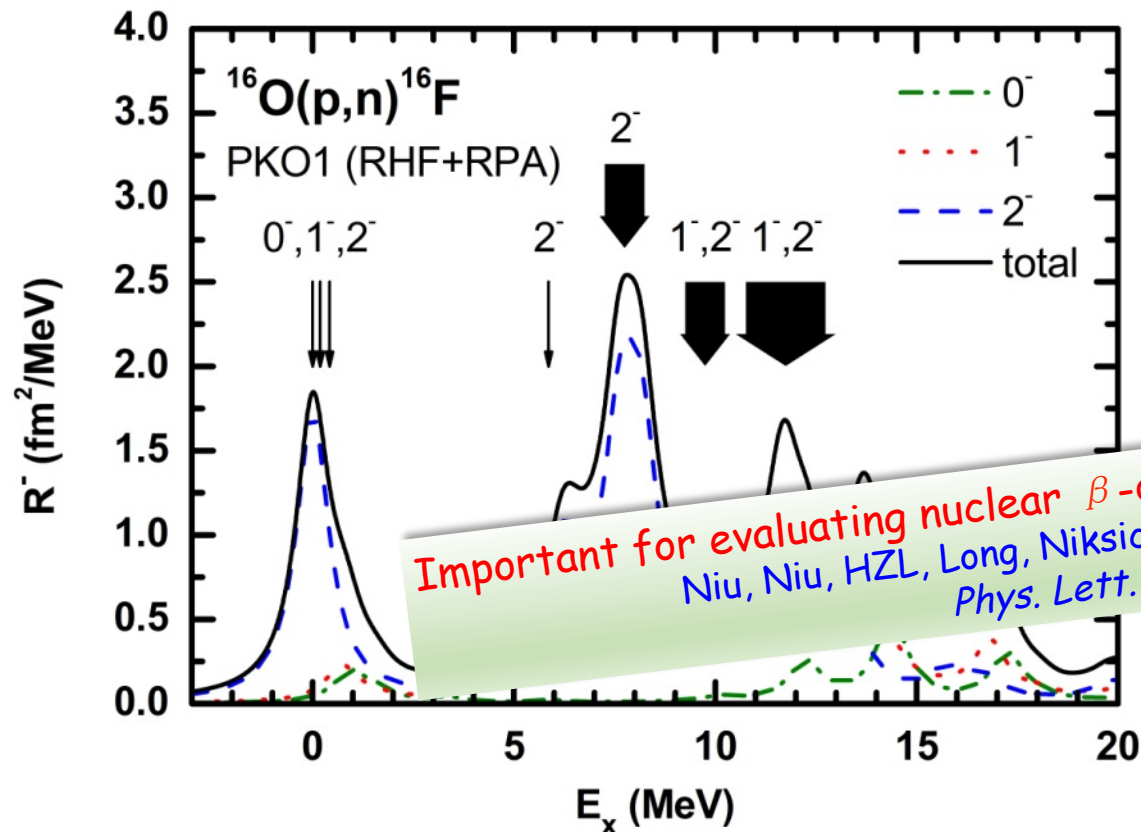 4.0
3.5
3.0
2.5
2.0
1.5
1.0
0.5
0.0
R⁻ (fm²/MeV)
¹⁶O(p,n)¹⁶F
PKO1 (RHF+RPA)
0⁻,1⁻,2⁻
2⁻
2⁻
1⁻,2⁻
1⁻,2⁻
0⁻
1⁻
2⁻
total
Important for evaluating nuclear β-
Niu, Niu, HZL, Long, Niksic
Phys. Lett.
0 5 10 15 20
Eₓ (MeV)